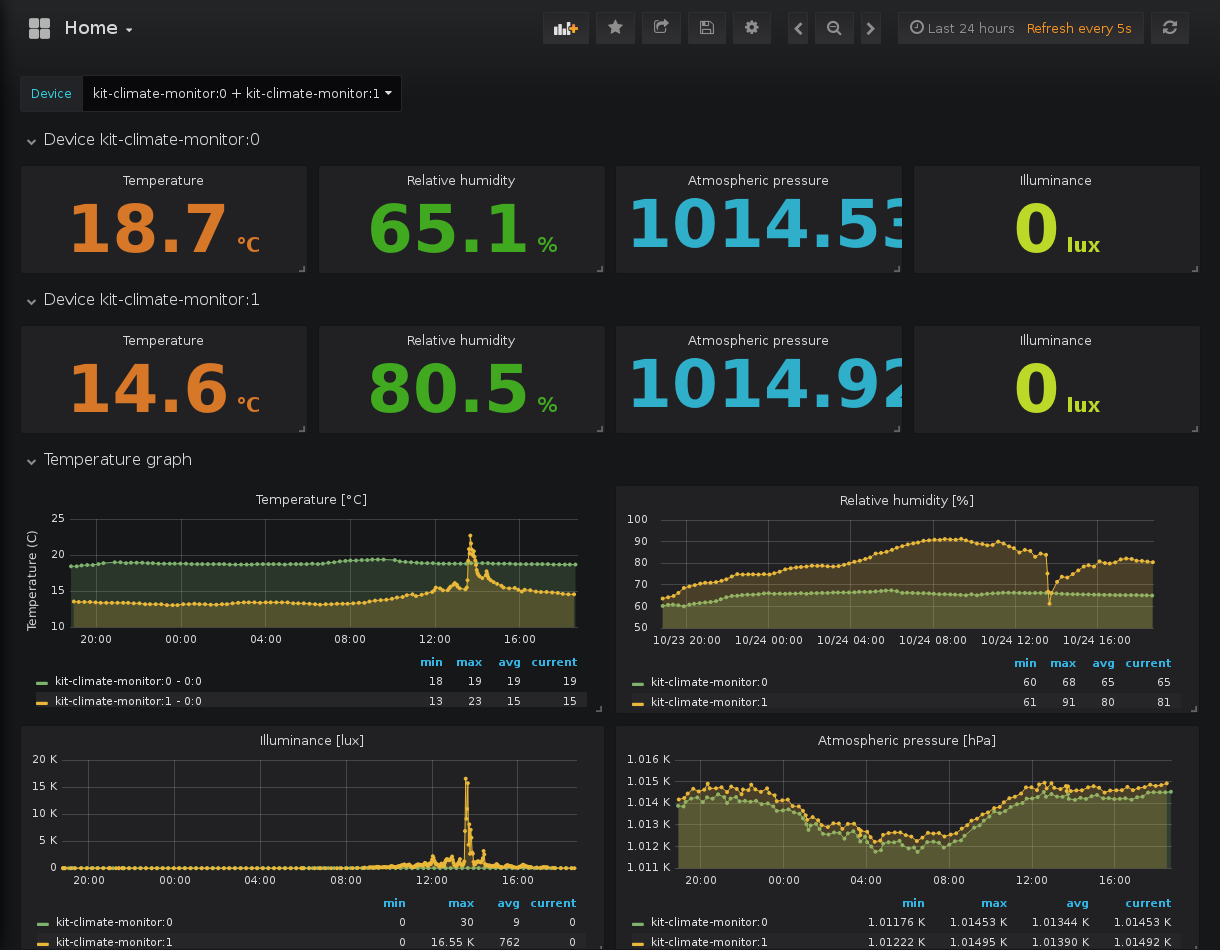 Home
Last 24 hours Refresh every 5s
Device kit-climate-monitor:0 + kit-climate-monitor:1
Device kit-climate-monitor:0
Temperature Relative humidity Atmospheric pressure Illuminance
18.7 °C 65.1 % 1014.53 0 lux
Device kit-climate-monitor:1
Temperature Relative humidity Atmospheric pressure Illuminance
14.6 °C 80.5 % 1014.92 0 lux
Temperature graph
Temperature [°C]
Temperature (C)
25
20
15
10
20:00 00:00 04:00 08:00 12:00 16:00
min max avg current
kit-climate-monitor:0 - 0:0 18 19 19 19
kit-climate-monitor:1 - 0:0 13 23 15 15
Relative humidity [%]
100
90
80
70
60
50
10/23 20:00 10/24 00:00 10/24 04:00 10/24 08:00 10/24 12:00 10/24 16:00
min max avg current
kit-climate-monitor:0 60 68 65 65
kit-climate-monitor:1 61 91 80 81
Illuminance [lux]
20 K
15 K
10 K
5 K
0
20:00 00:00 04:00 08:00 12:00 16:00
min max avg current
kit-climate-monitor:0 0 30 9 0
kit-climate-monitor:1 0 16.55 K 762 0
Atmospheric pressure [hPa]
1.016 K
1.015 K
1.014 K
1.013 K
1.012 K
1.011 K
20:00 00:00 04:00 08:00 12:00 16:00
min max avg current
kit-climate-monitor:0 1.01176 K 1.01453 K 1.01344 K 1.01453 K
kit-climate-monitor:1 1.01222 K 1.01495 K 1.01390 K 1.01492 K